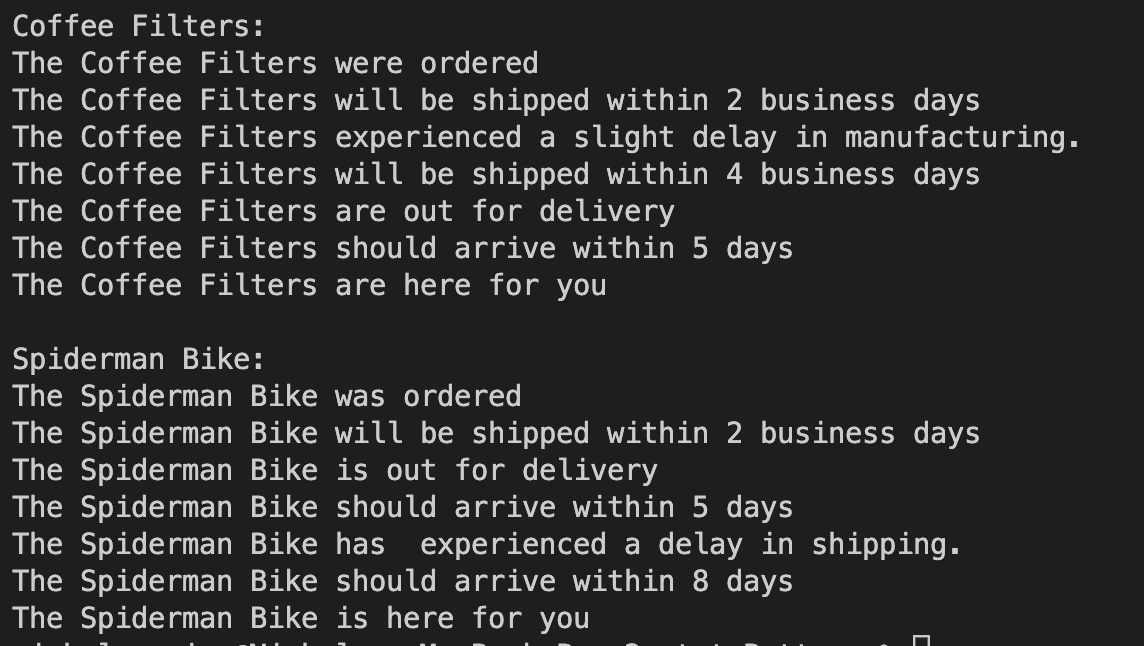 Coffee Filters:
The Coffee Filters were ordered
The Coffee Filters will be shipped within 2 business days
The Coffee Filters experienced a slight delay in manufacturing.
The Coffee Filters will be shipped within 4 business days
The Coffee Filters are out for delivery
The Coffee Filters should arrive within 5 days
The Coffee Filters are here for you

Spiderman Bike:
The Spiderman Bike was ordered
The Spiderman Bike will be shipped within 2 business days
The Spiderman Bike is out for delivery
The Spiderman Bike should arrive within 5 days
The Spiderman Bike has  experienced a delay in shipping.
The Spiderman Bike should arrive within 8 days
The Spiderman Bike is here for you